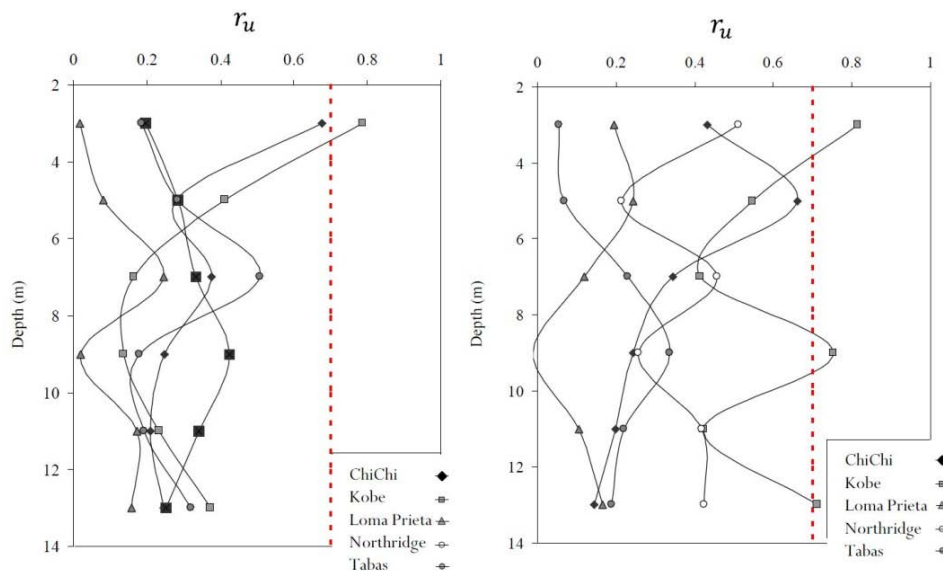 r_u
0 0.2 0.4 0.6 0.8 1
2
4
6
8
10
12
14
Depth (m)
ChiChi
Kobe
Loma Prieta
Northridge
Tabas
r_u
0 0.2 0.4 0.6 0.8 1
2
4
6
8
10
12
14
Depth (m)
ChiChi
Kobe
Loma Prieta
Northridge
Tabas